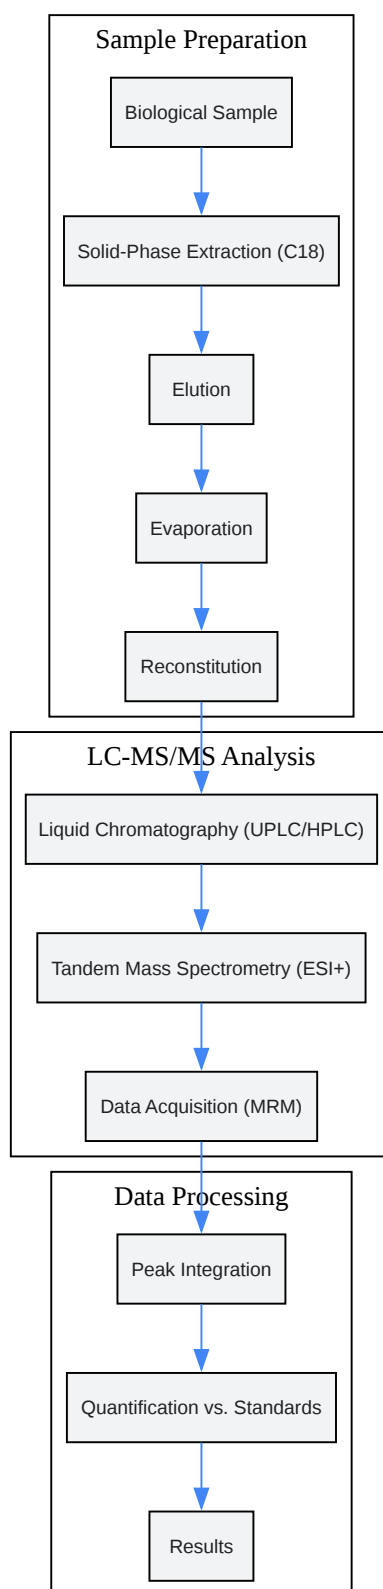 Sample Preparation
Biological Sample
Solid-Phase Extraction (C18)
Elution
Evaporation
Reconstitution
LC-MS/MS Analysis
Liquid Chromatography (UPLC/HPLC)
Tandem Mass Spectrometry (ESI+)
Data Acquisition (MRM)
Data Processing
Peak Integration
Quantification vs. Standards
Results